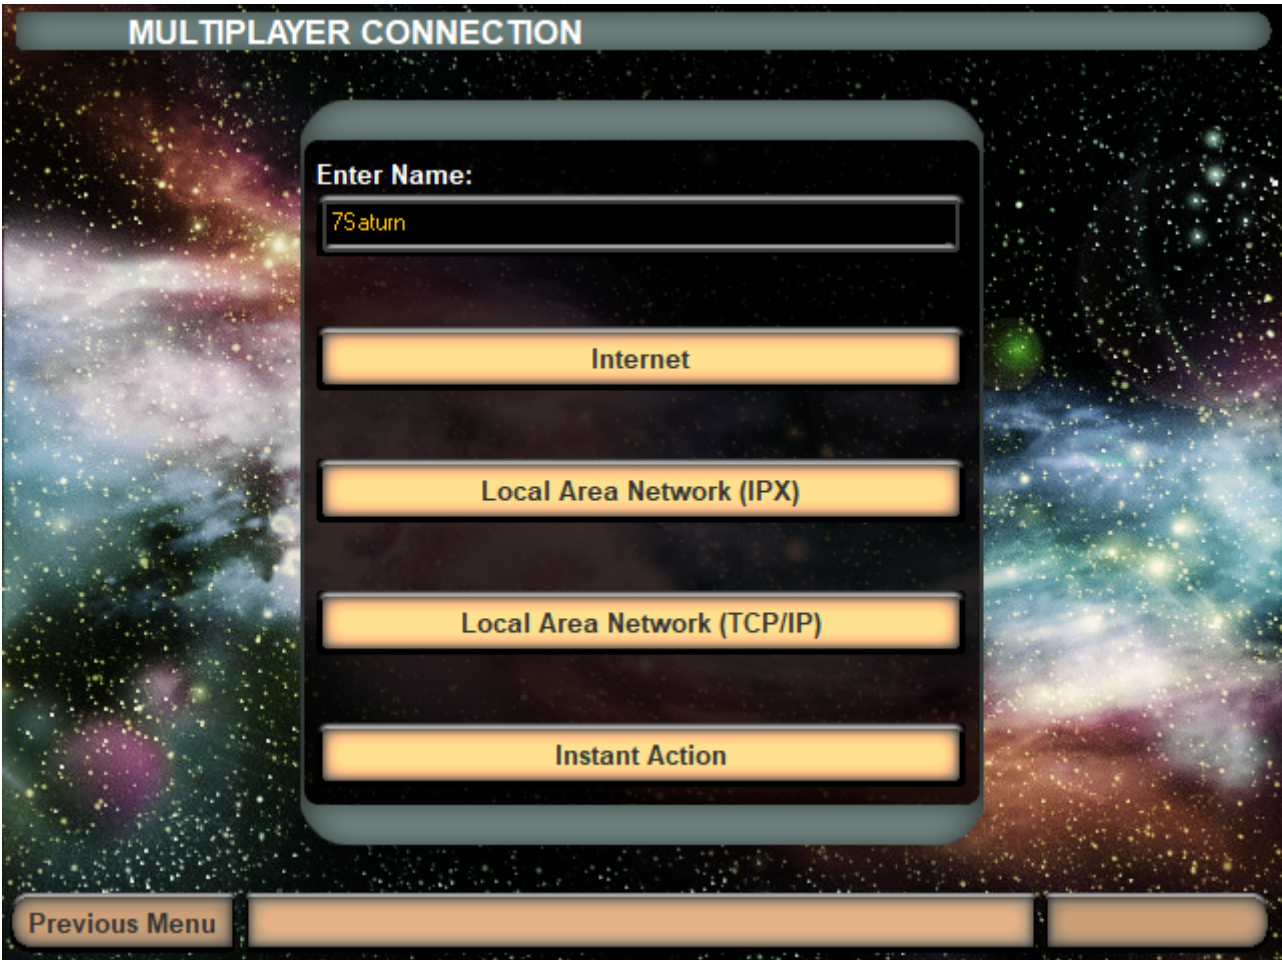 MULTIPLAYER CONNECTION
Enter Name:
7Saturn
Internet
Local Area Network (IPX)
Local Area Network (TCP/IP)
Instant Action
Previous Menu